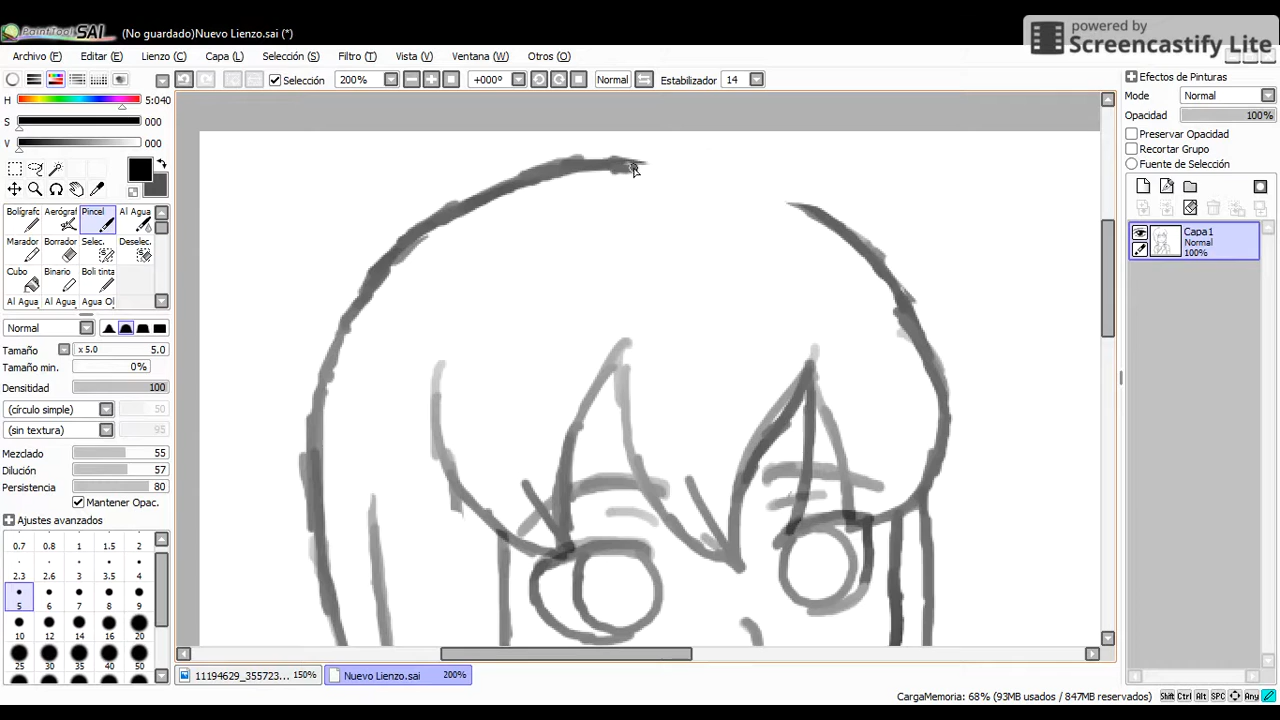 powered by
Screencastify Lite
PaintTool SAI (No guardado)Nuevo Lienzo.sai (*)
Archivo (F) Editar (E) Lienzo (C) Capa (L) Selección (S) Filtro (T) Vista (V) Ventana (W) Otros (O)
Selección 200% +000º Normal Estabilizador 14
H 5:040
S 000
V 000
Bolígrafc Aerógraf Pincel Al Agua
Marador Borrador Selec. Deselec.
Cubo Binario Boli tinta
Al Agua Al Agua Agua Ol
Normal
Tamaño x 5.0 5.0
Tamaño min. 0%
Densitidad 100
(círculo simple) 50
(sin textura) 95
Mezclado 55
Dilución 57
Persistencia 80
Mantener Opac.
Ajustes avanzados
0.7 0.8 1 1.5 2
2.3 2.6 3 3.5 4
5 6 7 8 9
10 12 14 16 20
25 30 35 40 50
Efectos de Pinturas
Mode Normal
Opacidad 100%
Preservar Opacidad
Recortar Grupo
Fuente de Selección
Capa1
Normal
100%
11194629_355723... 150% Nuevo Lienzo.sai 200%
CargaMemoria: 68% (93MB usados / 847MB reservados) Shift Ctrl Alt SPC Any